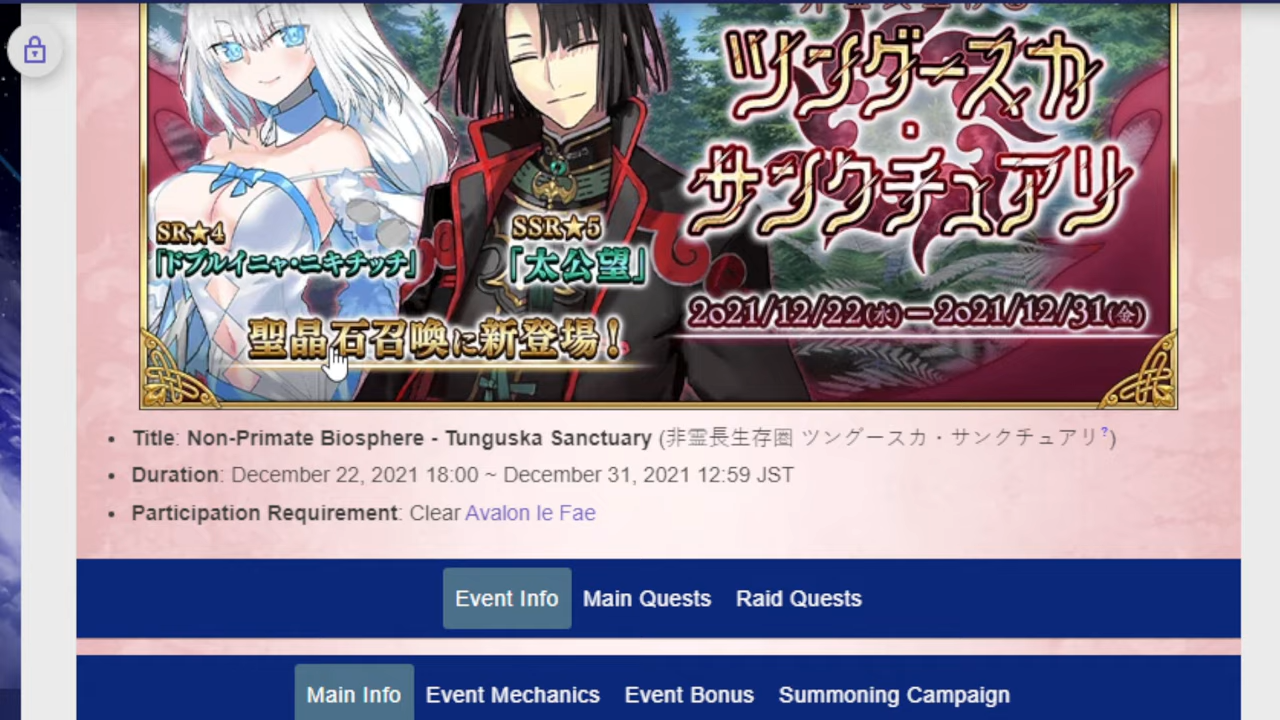 ツングースカ
・
サンクチュアリ
SR★4
「ドブルイニャ・ニキチッチ」
SSR★5
「太公望」
2021/12/22(水)ー2021/12/31(金)
聖晶石召喚に新登場！
• Title: Non-Primate Biosphere - Tunguska Sanctuary (非霊長生存圏 ツングースカ・サンクチュアリ?)
• Duration: December 22, 2021 18:00 ~ December 31, 2021 12:59 JST
• Participation Requirement: Clear Avalon le Fae
Event Info Main Quests Raid Quests
Main Info Event Mechanics Event Bonus Summoning Campaign